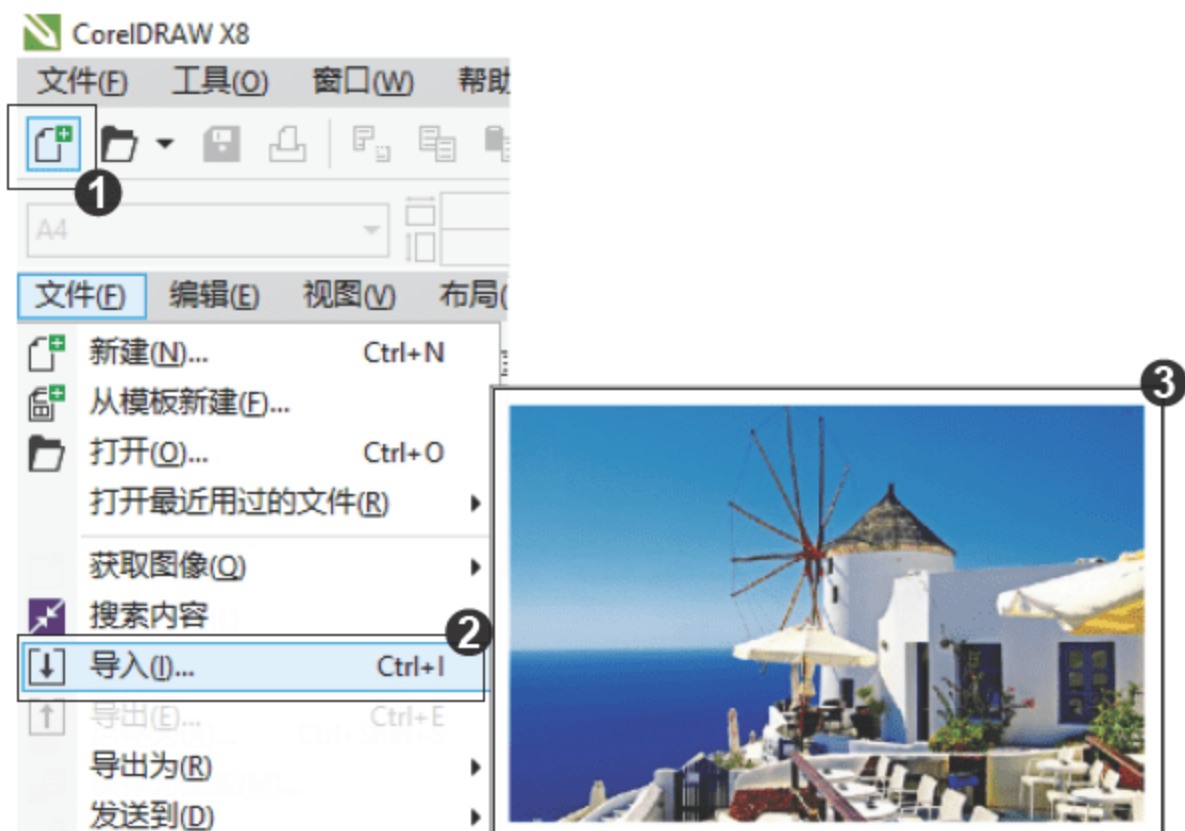 CorelDRAW X8
文件(F) 工具(O) 窗口(W) 帮助
1
A4
文件(F) 编辑(E) 视图(V) 布局(
新建(N)... Ctrl+N
从模板新建(F)...
打开(O)... Ctrl+O
打开最近用过的文件(R)
获取图像(Q)
搜索内容
2
导入(I)... Ctrl+I
导出(E)... Ctrl+E
导出为(R)
发送到(D)
3